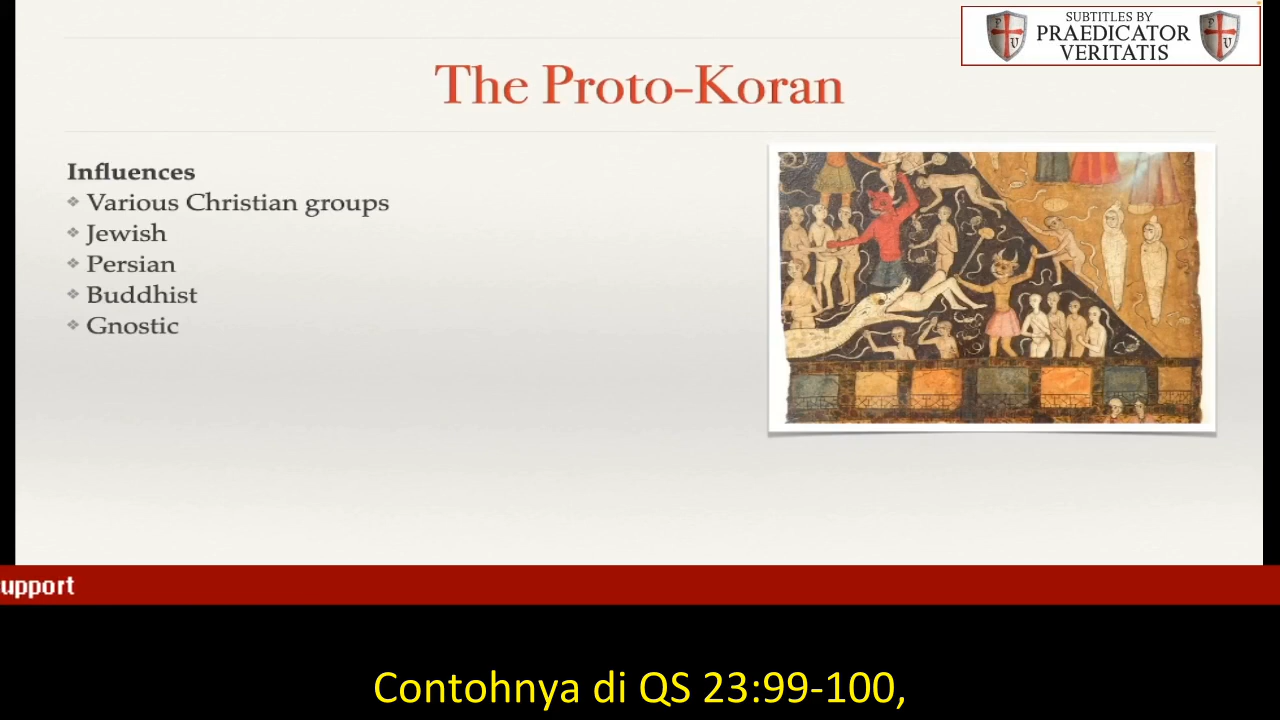 SUBTITLES BY
PRAEDICATOR
VERITATIS
P
V
P
V
The Proto-Koran
Influences
❖ Various Christian groups
❖ Jewish
❖ Persian
❖ Buddhist
❖ Gnostic
upport
Contohnya di QS 23:99-100,